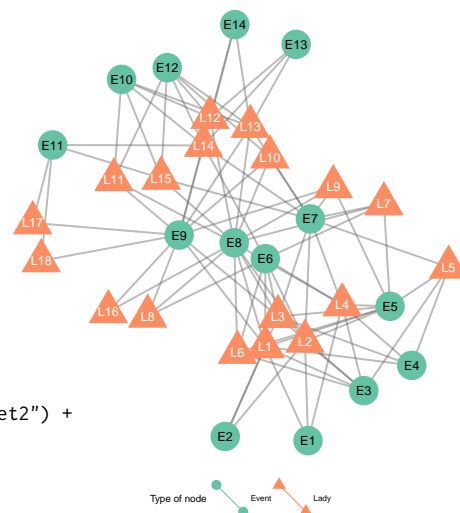 E14
E13
E12
E10
L12
L13
E11
L14
L10
L11
L15
L9
L7
L17
E7
E9
E8
L18
E6
L5
L16
L8
L3
L4
E5
L6
L1
L2
E4
E3
et2") +
E2
E1
Type of node Event Lady